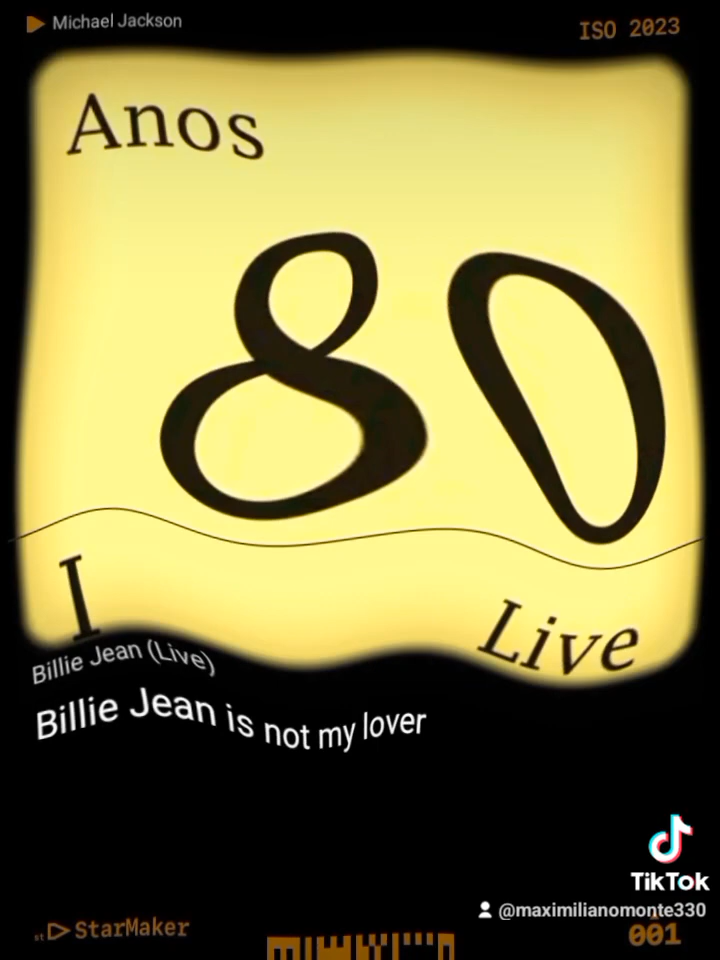 Michael Jackson
ISO 2023
Anos
80
I
Live
Billie Jean (Live)
Billie Jean is not my lover
TikTok
@maximilianomonte330
st StarMaker
001